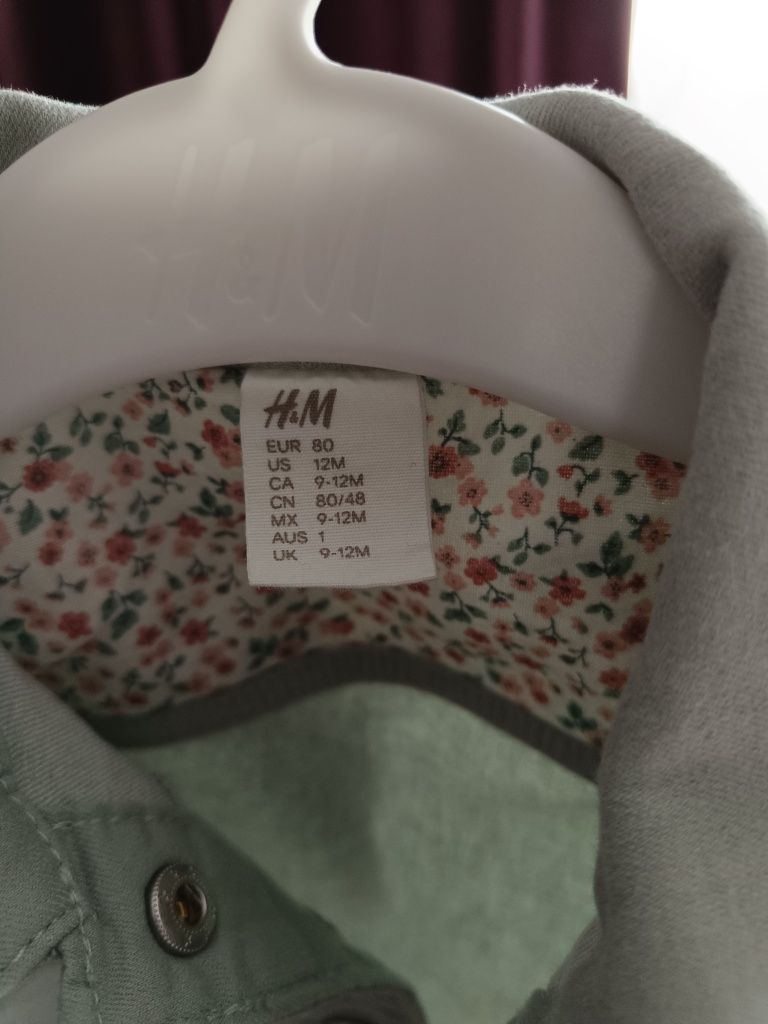 H&M
H&M
EUR 80
US 12M
CA 9-12M
CN 80/48
MX 9-12M
AUS 1
UK 9-12M